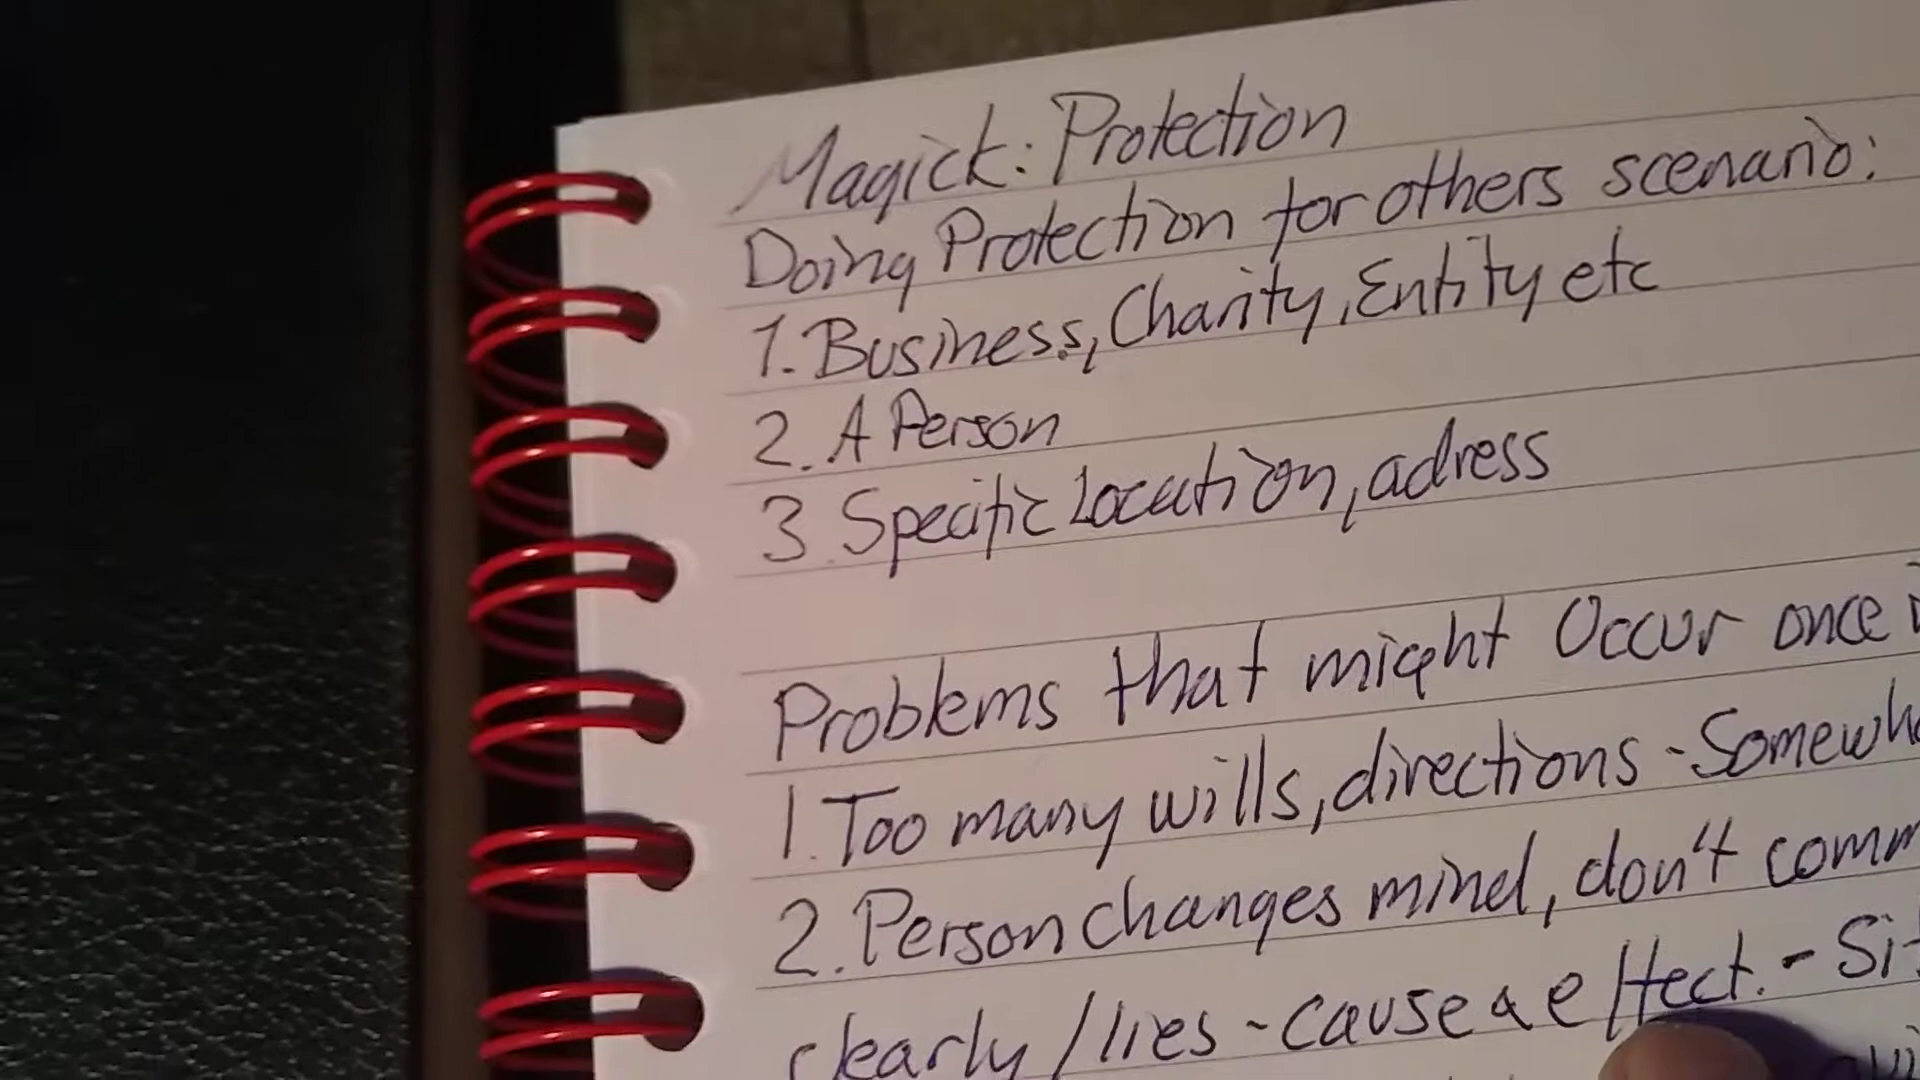 Magick: Protection
Doing Protection for others scenario:
1. Business, Charity, Entity etc
2. A Person
3. Specific Location, adress
Problems that might Occur once
1. Too many wills, directions - Somewh
2. Person changes mind, don't comm
clearly / lies - cause & effect. - Sit